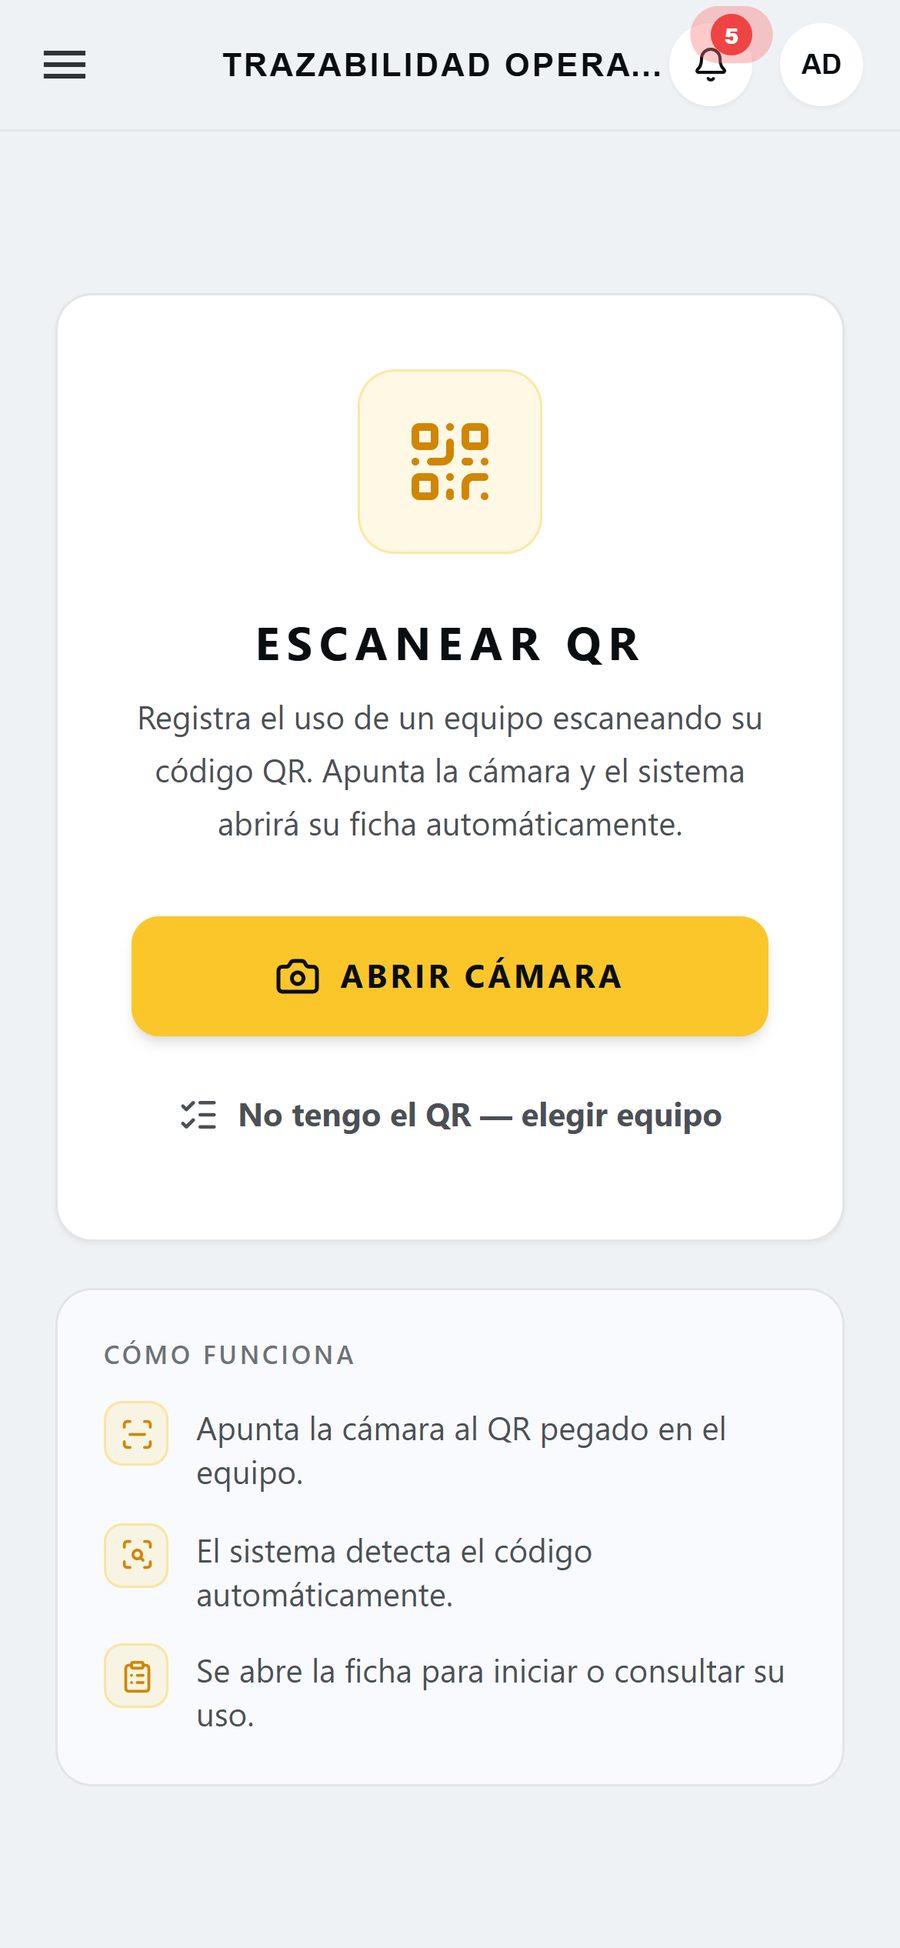 TRAZABILIDAD OPERA...
5
AD
ESCANEAR QR
Registra el uso de un equipo escaneando su
código QR. Apunta la cámara y el sistema
abrirá su ficha automáticamente.
ABRIR CÁMARA
No tengo el QR — elegir equipo
CÓMO FUNCIONA
Apunta la cámara al QR pegado en el
equipo.
El sistema detecta el código
automáticamente.
Se abre la ficha para iniciar o consultar su
uso.